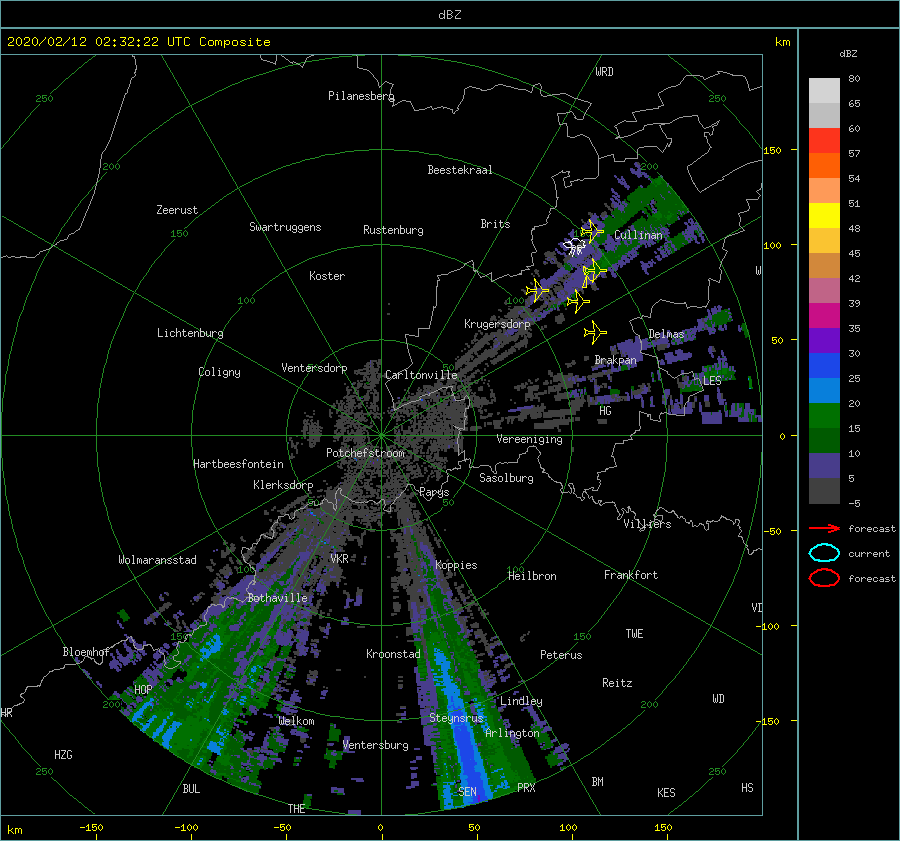 dBZ
2020/02/12 02:32:22 UTC Composite
km
dBZ
WRD
250
Pilanesberg
250
80
65
60
57
54
51
48
45
42
39
35
30
25
20
15
10
5
-5
150
200
200
Beestekraal
Zeerust
150
Swartruggens
Rustenburg
Brits
Cullinan
100
Koster
W
100
100
Lichtenburg
Krugersdorp
Delmas
50
Ventersdorp
Carltonville
50
Brakpan
Coligny
LES
HG
0
Vereeniging
Potchefstroom
Hartbeesfontein
Sasolburg
Klerksdorp
Parys
50
50
Villiers
-50
forecast
current
forecast
Wolmaransstad
VKR
Koppies
100
100
Heilbron
Frankfort
Bothaville
VD
-100
150
150
TWE
Bloemhof
Kroonstad
Peterus
HOP
Reitz
200
Lindley
200
WD
HR
Welkom
Steynsrus
-150
Arlington
Ventersburg
HZG
250
250
BUL
SEN
PRX
BM
KES
HS
THE
km
-150
-100
-50
0
50
100
150